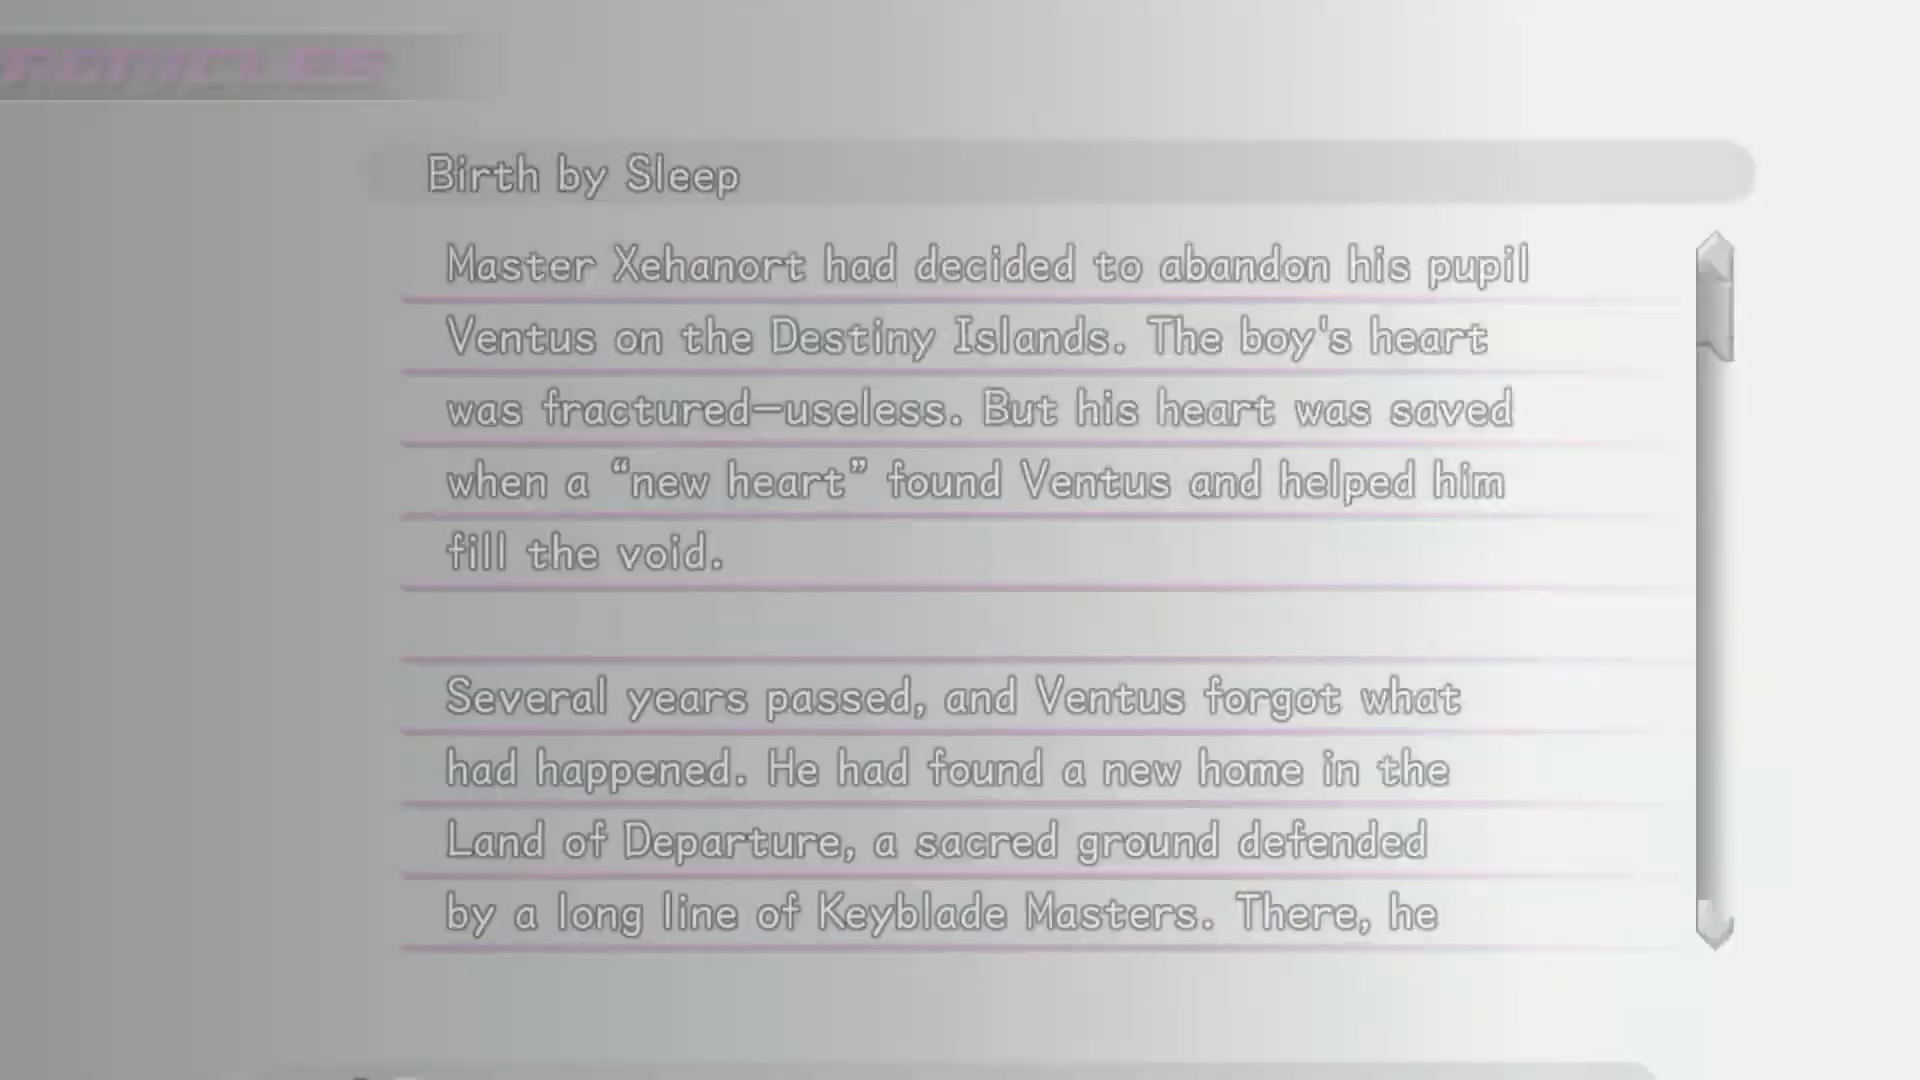 Birth by Sleep
Master Xehanort had decided to abandon his pupil
Ventus on the Destiny Islands. The boy's heart
was fractured—useless. But his heart was saved
when a “new heart” found Ventus and helped him
fill the void.
Several years passed, and Ventus forgot what
had happened. He had found a new home in the
Land of Departure, a sacred ground defended
by a long line of Keyblade Masters. There, he